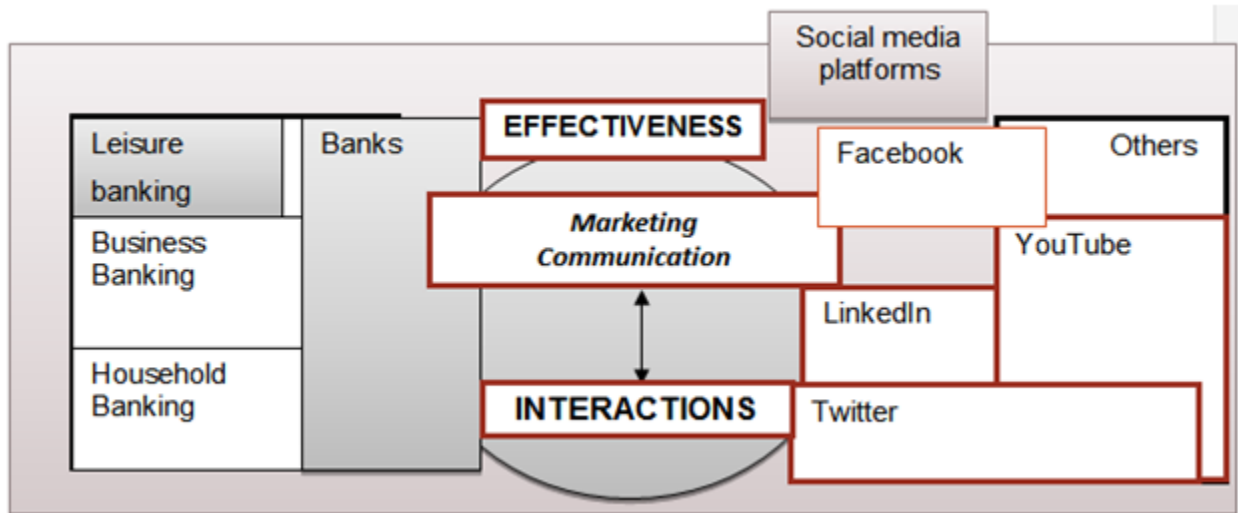 Social media
platforms
EFFECTIVENESS
Leisure
banking
Banks
Facebook
Others
Marketing
Communication
Business
Banking
YouTube
LinkedIn
Household
Banking
INTERACTIONS
Twitter